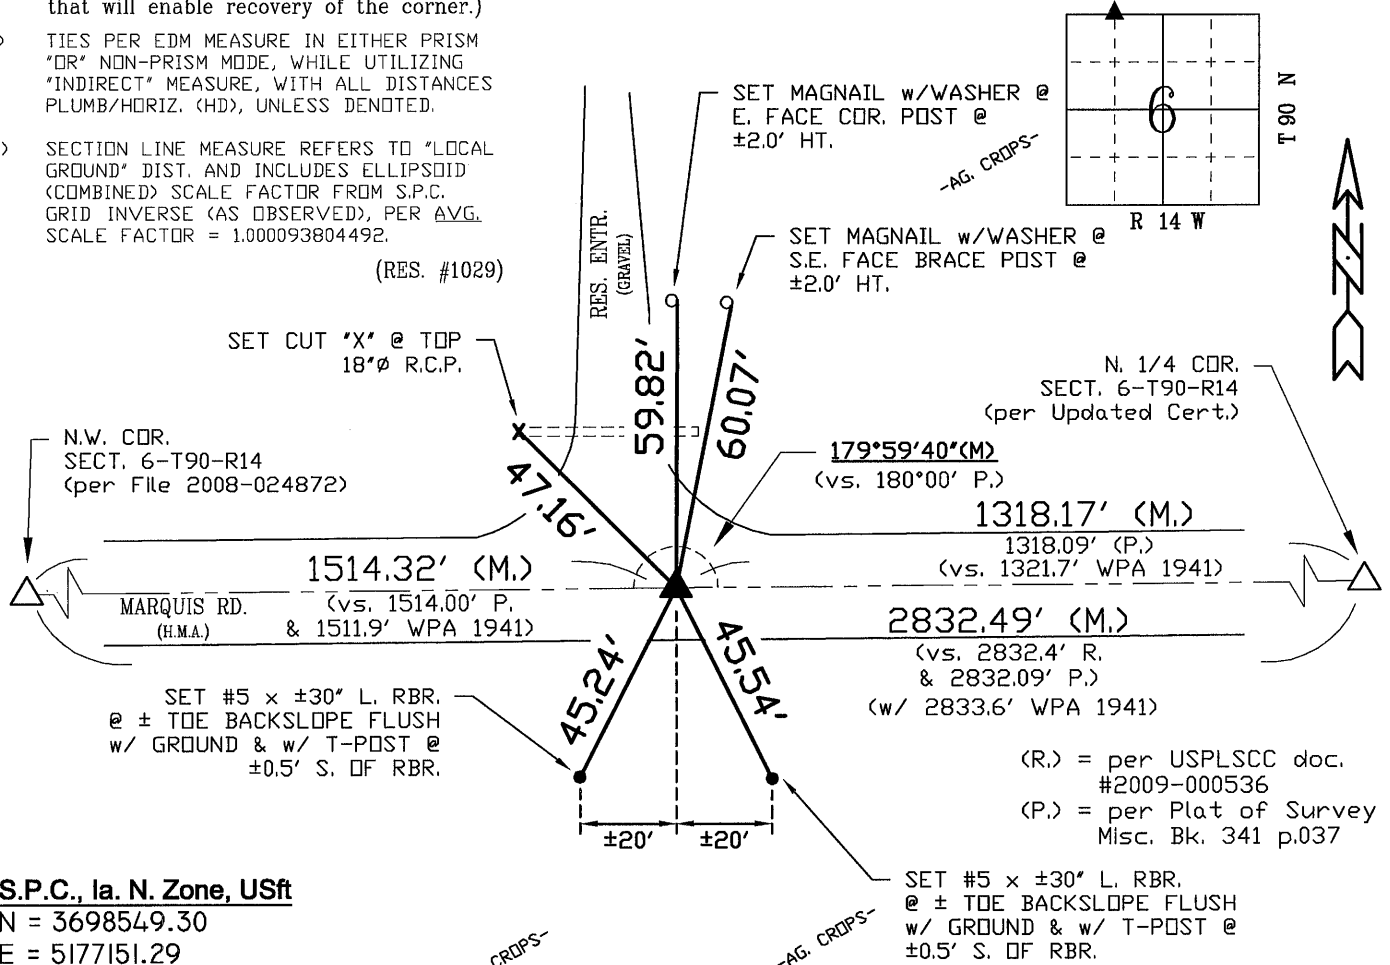 that will enable recovery of the corner.)
TIES PER EDM MEASURE IN EITHER PRISM
"OR" NON-PRISM MODE, WHILE UTILIZING
"INDIRECT" MEASURE, WITH ALL DISTANCES
PLUMB/HORIZ. (HD), UNLESS DENOTED.
SECTION LINE MEASURE REFERS TO "LOCAL
GROUND" DIST. AND INCLUDES ELLIPSOID
(COMBINED) SCALE FACTOR FROM S.P.C.
GRID INVERSE (AS OBSERVED), PER AVG.
SCALE FACTOR = 1.000093804492.
(RES. #1029)
SET MAGNAIL w/WASHER @
E. FACE COR. POST @
±2.0' HT.
-AG. CROPS-
6
T 90 N
R 14 W
SET MAGNAIL w/WASHER @
S.E. FACE BRACE POST @
±2.0' HT.
RES. ENTR.
(GRAVEL)
SET CUT "X" @ TOP
18"Ø R.C.P.
N
N. 1/4 COR.
SECT. 6-T90-R14
(per Updated Cert.)
59.82'
60.07'
X
N.W. COR.
SECT. 6-T90-R14
(per File 2008-024872)
47.16'
179°59'40"(M)
(vs. 180°00' P.)
1318.17' (M.)
1318.09' (P.)
(vs. 1321.7' WPA 1941)
1514.32' (M.)
(vs. 1514.00' P.
& 1511.9' WPA 1941)
MARQUIS RD.
(H.M.A.)
2832.49' (M.)
(vs. 2832.4' R.
& 2832.09' P.)
(w/ 2833.6' WPA 1941)
45.24'
45.54'
SET #5 x ±30" L. RBR.
@ ± TOE BACKSLOPE FLUSH
w/ GROUND & w/ T-POST @
±0.5' S. OF RBR.
(R.) = per USPLSCC doc.
#2009-000536
(P.) = per Plat of Survey
Misc. Bk. 341 p.037
±20'
±20'
SET #5 x ±30" L. RBR.
@ ± TOE BACKSLOPE FLUSH
w/ GROUND & w/ T-POST @
±0.5' S. OF RBR.
S.P.C., Ia. N. Zone, USft
N = 3698549.30
E = 5177151.29
CROPS-
-AG. CROPS-